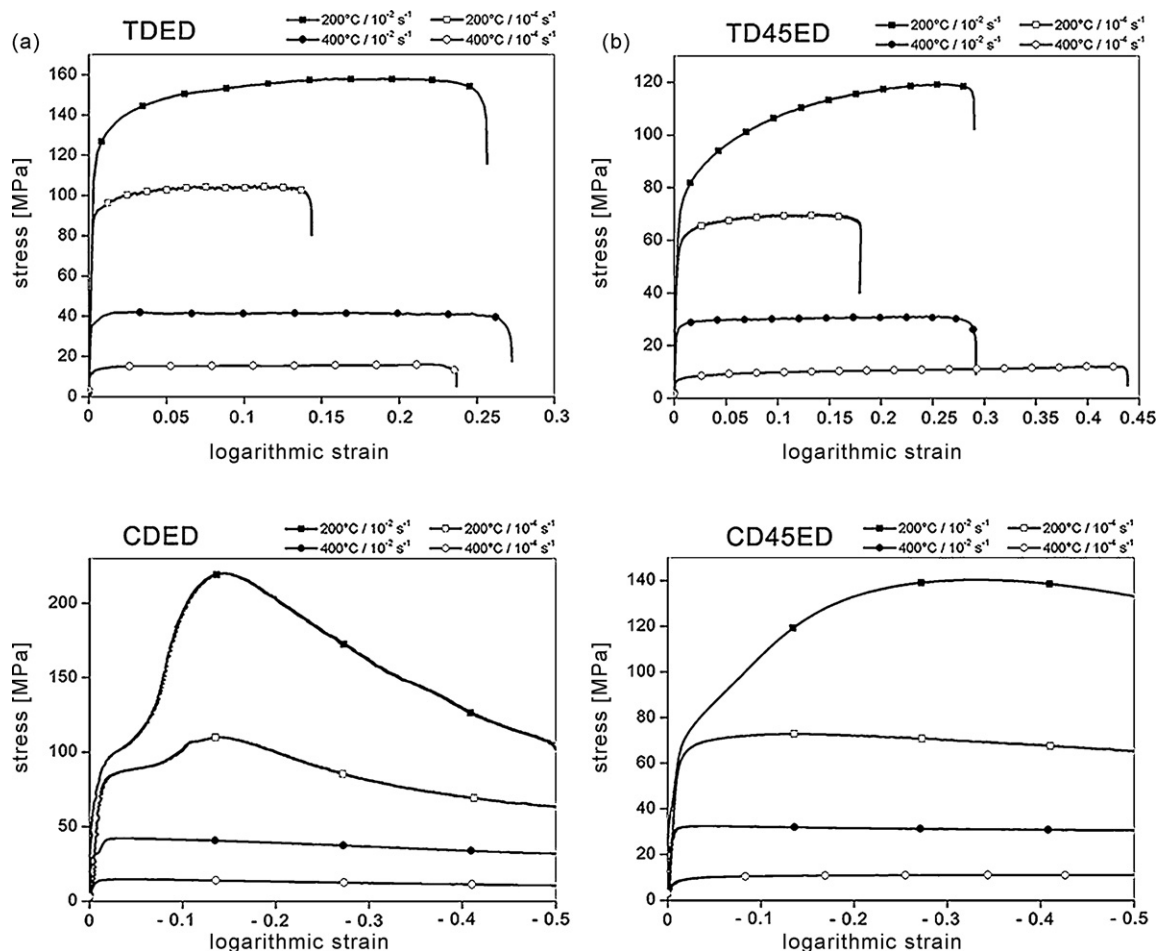 (a) TDED
200°C / 10⁻² s⁻¹ 200°C / 10⁻⁴ s⁻¹
400°C / 10⁻² s⁻¹ 400°C / 10⁻⁴ s⁻¹
160
140
120
100
80
60
40
20
0
stress [MPa]
0 0.05 0.1 0.15 0.2 0.25 0.3
logarithmic strain
(b) TD45ED
200°C / 10⁻² s⁻¹ 200°C / 10⁻⁴ s⁻¹
400°C / 10⁻² s⁻¹ 400°C / 10⁻⁴ s⁻¹
120
100
80
60
40
20
0
stress [MPa]
0 0.05 0.1 0.15 0.2 0.25 0.3 0.35 0.4 0.45
logarithmic strain
CDED
200°C / 10⁻² s⁻¹ 200°C / 10⁻⁴ s⁻¹
400°C / 10⁻² s⁻¹ 400°C / 10⁻⁴ s⁻¹
200
150
100
50
0
stress [MPa]
0 - 0.1 - 0.2 - 0.3 - 0.4 - 0.5
logarithmic strain
CD45ED
200°C / 10⁻² s⁻¹ 200°C / 10⁻⁴ s⁻¹
400°C / 10⁻² s⁻¹ 400°C / 10⁻⁴ s⁻¹
140
120
100
80
60
40
20
0
stress [MPa]
0 - 0.1 - 0.2 - 0.3 - 0.4 - 0.5
logarithmic strain